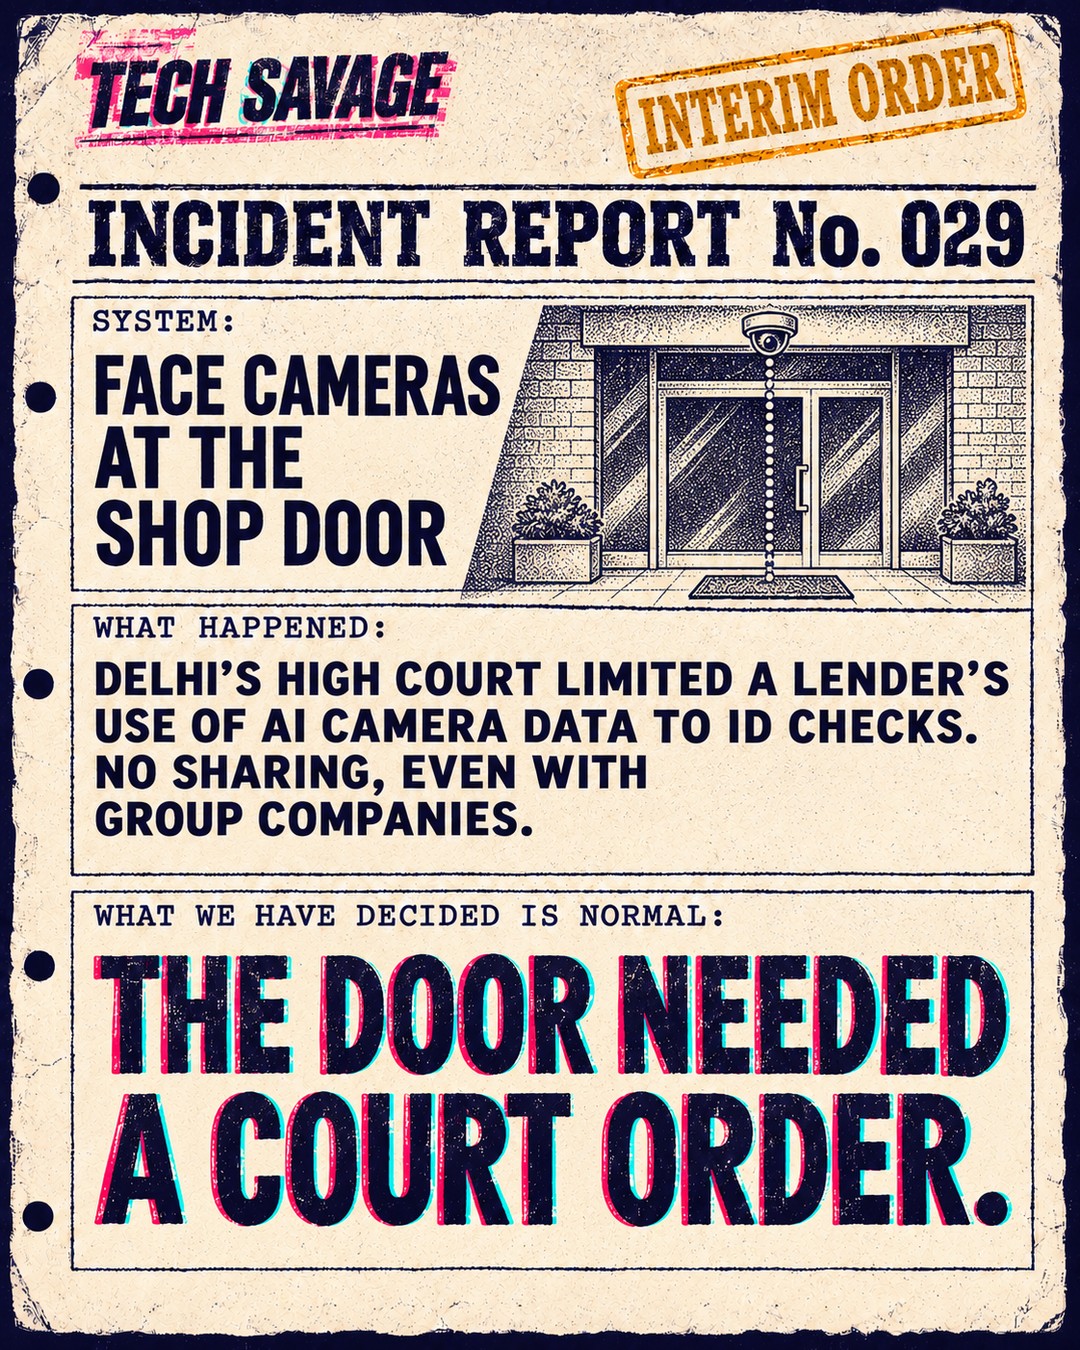 TECH SAVAGE
INTERIM ORDER
INCIDENT REPORT No. 029
SYSTEM:
FACE CAMERAS
AT THE
SHOP DOOR
WHAT HAPPENED:
DELHI’S HIGH COURT LIMITED A LENDER’S
USE OF AI CAMERA DATA TO ID CHECKS.
NO SHARING, EVEN WITH
GROUP COMPANIES.
WHAT WE HAVE DECIDED IS NORMAL:
THE DOOR NEEDED
A COURT ORDER.